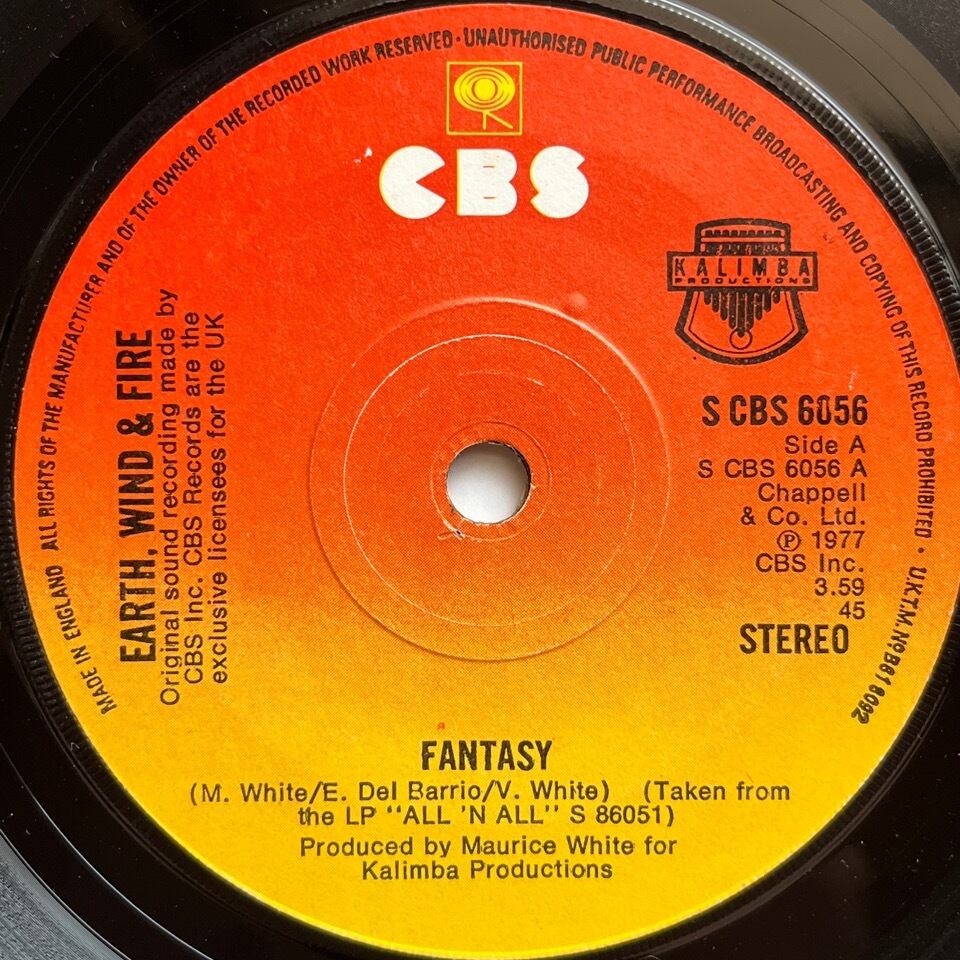 MADE IN ENGLAND ALL RIGHTS OF THE MANUFACTURER AND OF THE OWNER OF THE RECORDED WORK RESERVED · UNAUTHORISED PUBLIC PERFORMANCE BROADCASTING AND COPYING OF THIS RECORD PROHIBITED · U.K.T.M. Nº B618092
CBS
KALIMBA
PRODUCTIONS
EARTH, WIND & FIRE
Original sound recording made by
CBS Inc. CBS Records are the
exclusive licensees for the UK
S CBS 6056
Side A
S CBS 6056 A
Chappell
& Co. Ltd.
℗ 1977
CBS Inc.
3.59
45
STEREO
FANTASY
(M. White/E. Del Barrio/V. White) (Taken from
the LP "ALL 'N ALL" S 86051)
Produced by Maurice White for
Kalimba Productions